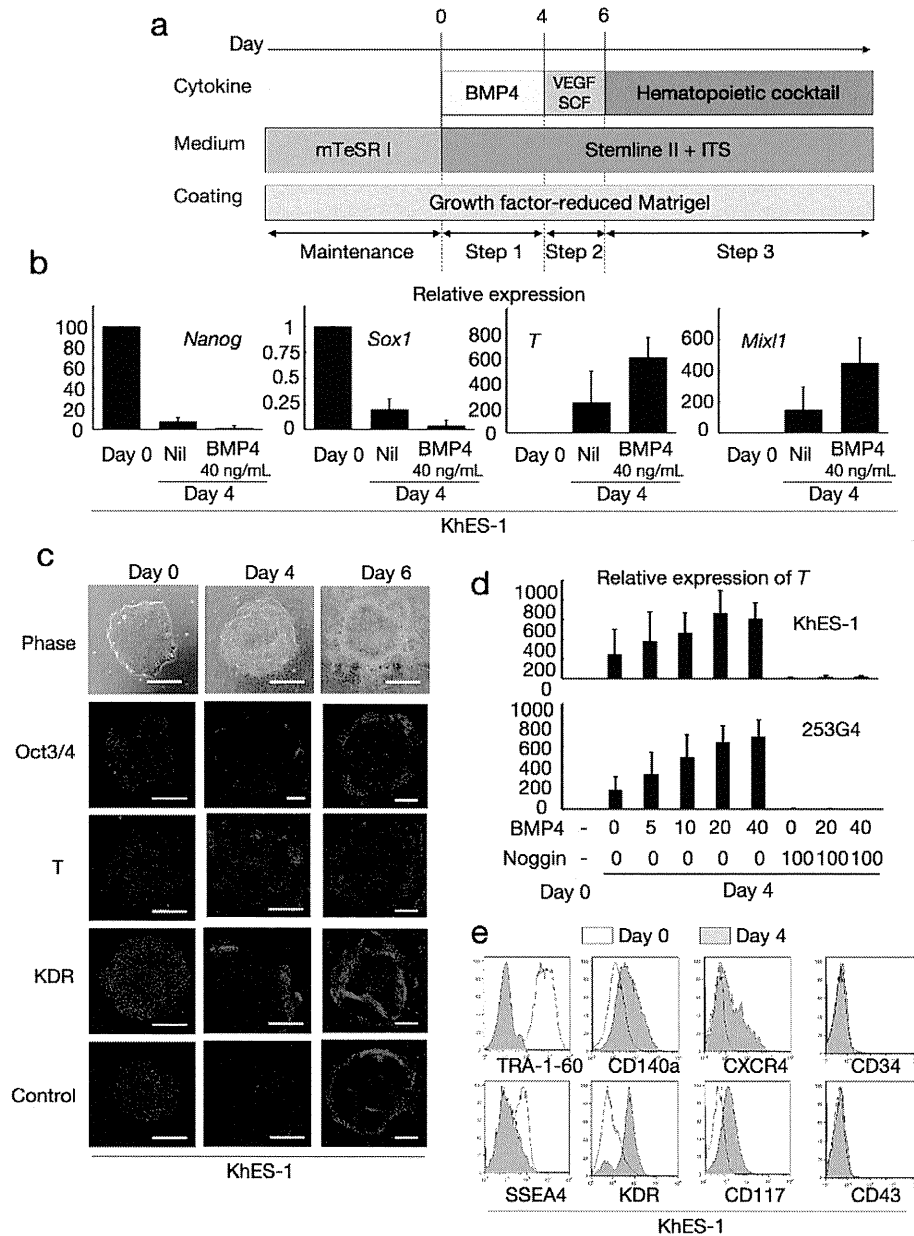 a
0 4 6
Day
Cytokine
BMP4
VEGF
SCF
Hematopoietic cocktail
Medium
mTeSR I
Stemline II + ITS
Coating
Growth factor-reduced Matrigel
Maintenance Step 1 Step 2 Step 3
b
Relative expression
100
80
60
40
20
0
Nanog
Day 0 Nil BMP4
40 ng/mL
Day 4
1
0.75
0.5
0.25
0
Sox1
Day 0 Nil BMP4
40 ng/mL
Day 4
800
600
400
200
0
T
Day 0 Nil BMP4
40 ng/mL
Day 4
600
400
200
0
Mixl1
Day 0 Nil BMP4
40 ng/mL
Day 4
KhES-1
c
Day 0 Day 4 Day 6
Phase
Oct3/4
T
KDR
Control
KhES-1
d
Relative expression of T
1000
800
600
400
200
0
KhES-1
1000
800
600
400
200
0
253G4
BMP4 - 0 5 10 20 40 0 20 40
Noggin - 0 0 0 0 0 100 100 100
Day 0 Day 4
e
Day 0 Day 4
TRA-1-60 CD140a CXCR4 CD34
SSEA4 KDR CD117 CD43
KhES-1